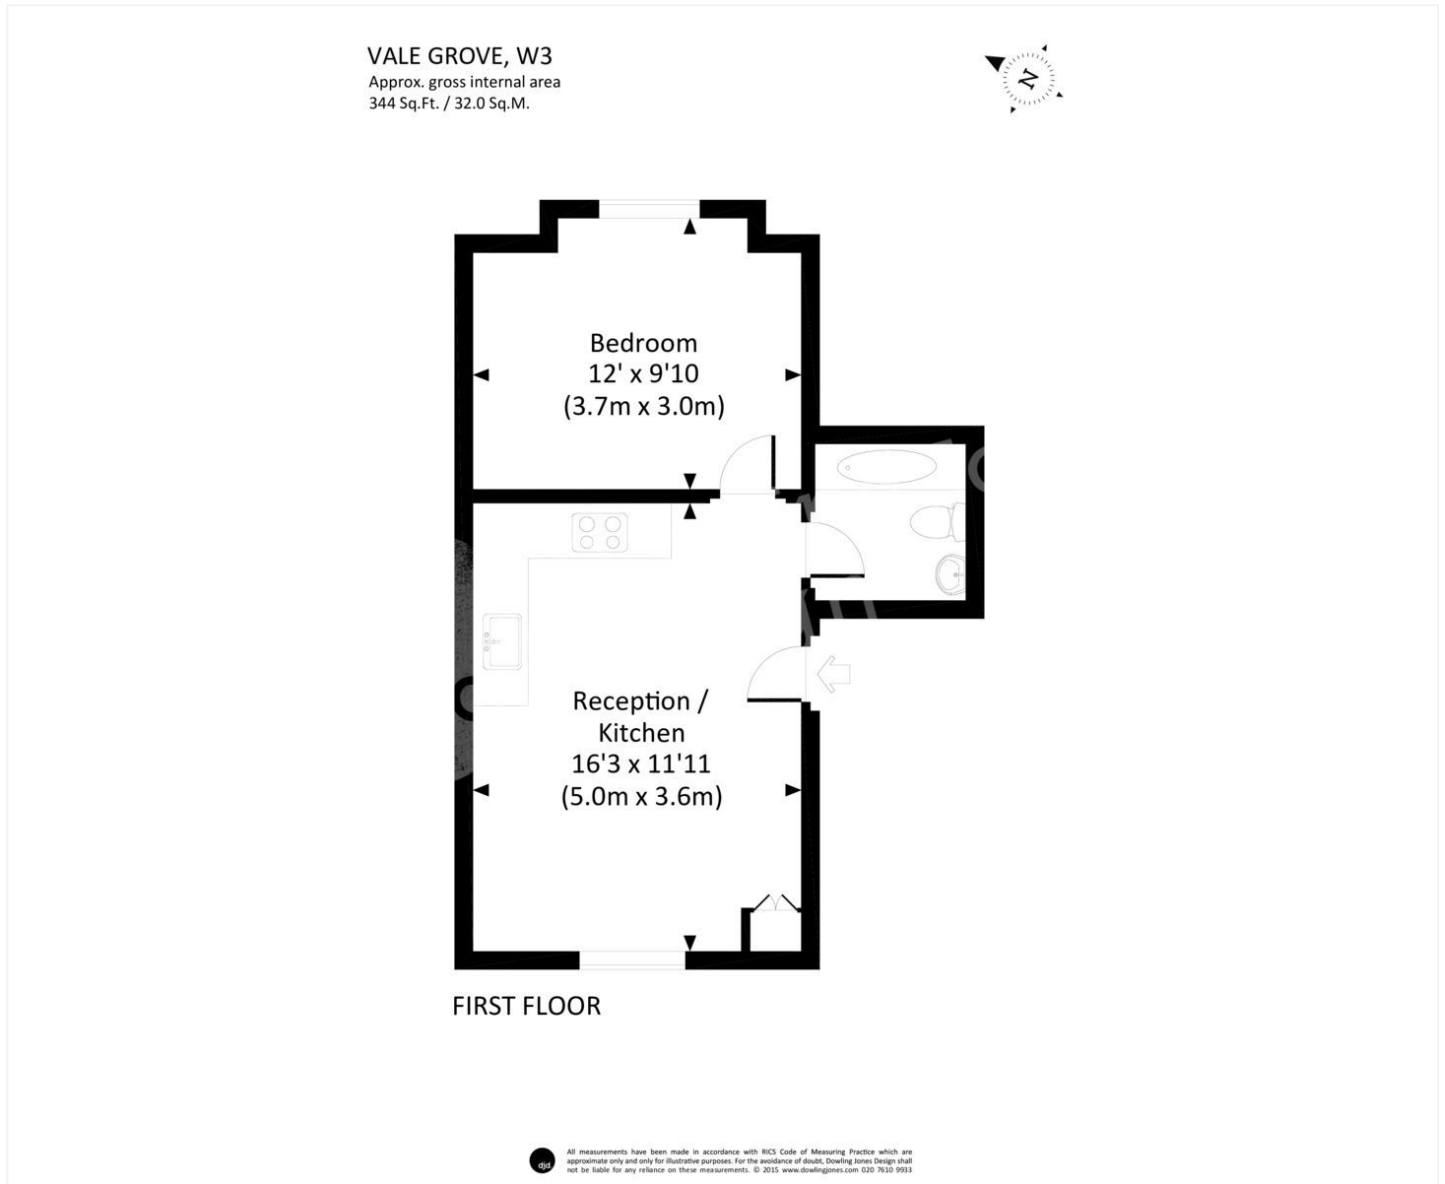 VALE GROVE, W3
Approx. gross internal area
344 Sq.Ft. / 32.0 Sq.M.
N
Bedroom
12' x 9'10
(3.7m x 3.0m)
Reception /
Kitchen
16'3 x 11'11
(5.0m x 3.6m)
FIRST FLOOR
djd
All measurements have been made in accordance with RICS Code of Measuring Practice which are
approximate only and only for illustrative purposes. For the avoidance of doubt, Dowling Jones Design shall
not be liable for any reliance on these measurements. © 2015 www.dowlingjones.com 020 7610 9933